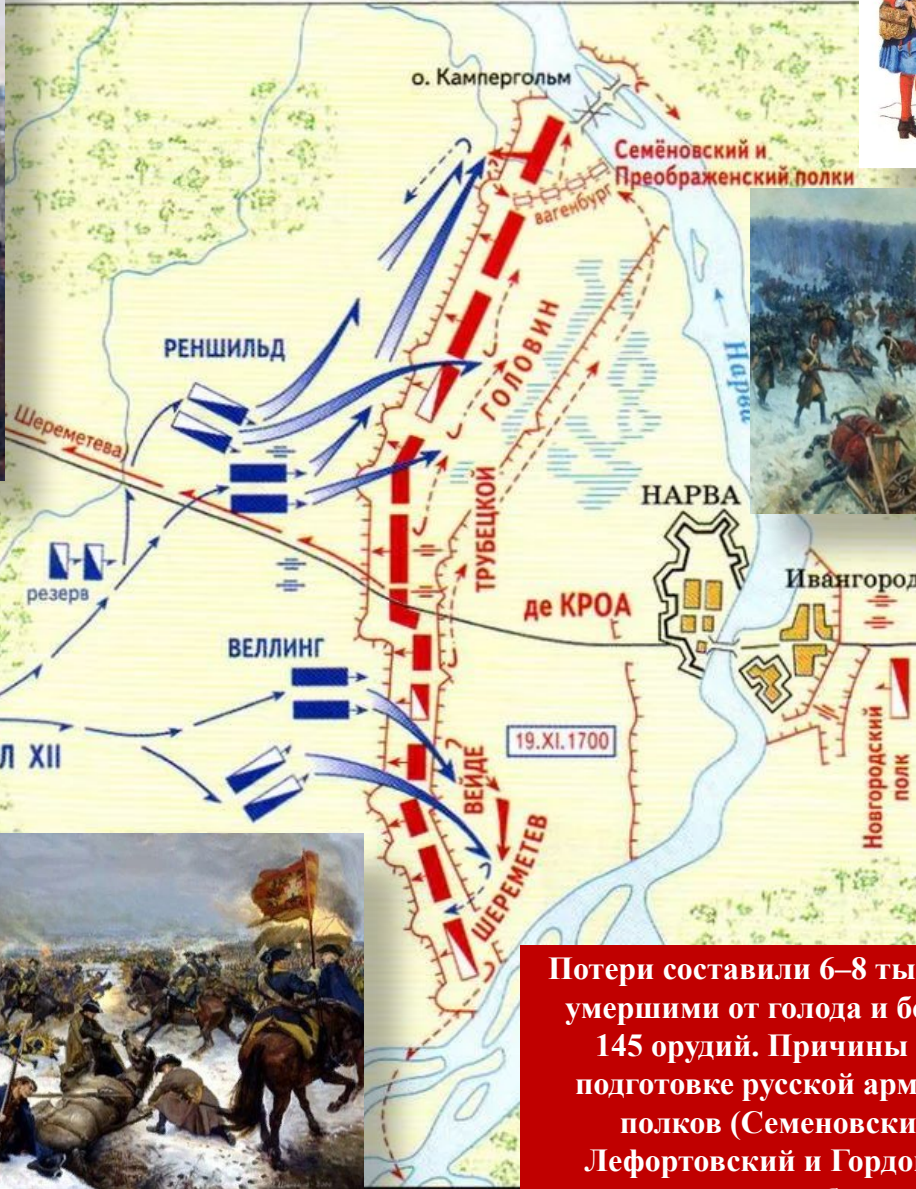 о. Кампергольм
Семёновский и
Преображенский полки
вагенбург
РЕНШИЛЬД
ГОЛОВИН
Нарва
Шереметева
ТРУБЕЦКОЙ
НАРВА
Ивангород
резерв
де КРОА
ВЕЛЛИНГ
19.XI.1700
Л XII
ВЕЙДЕ
Новгородский
полк
ШЕРЕМЕТЕВ
Потери составили 6–8 ты
умершими от голода и бо
145 орудий. Причины
подготовке русской арм
полков (Семеновски
Лефортовский и Гордо